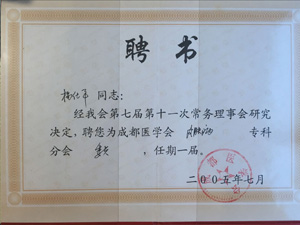 聘书
同志：
经我会第七届第十一次常务理事会研究
决定，聘您为成都医学会 专科
分会 ，任期一届。
二00五年七月